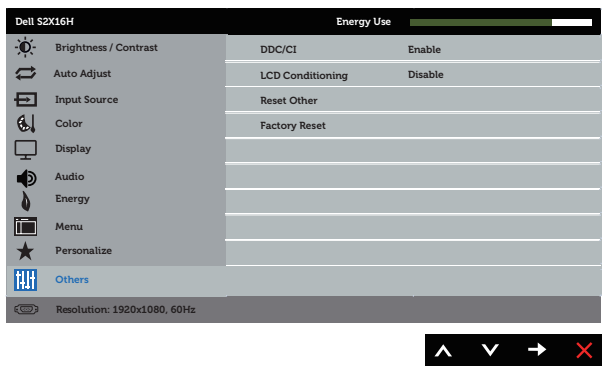 Dell S2X16H Energy Use
Brightness / Contrast DDC/CI Enable
Auto Adjust LCD Conditioning Disable
Input Source Reset Other
Color Factory Reset
Display
Audio
Energy
Menu
Personalize
Others
Resolution: 1920x1080, 60Hz